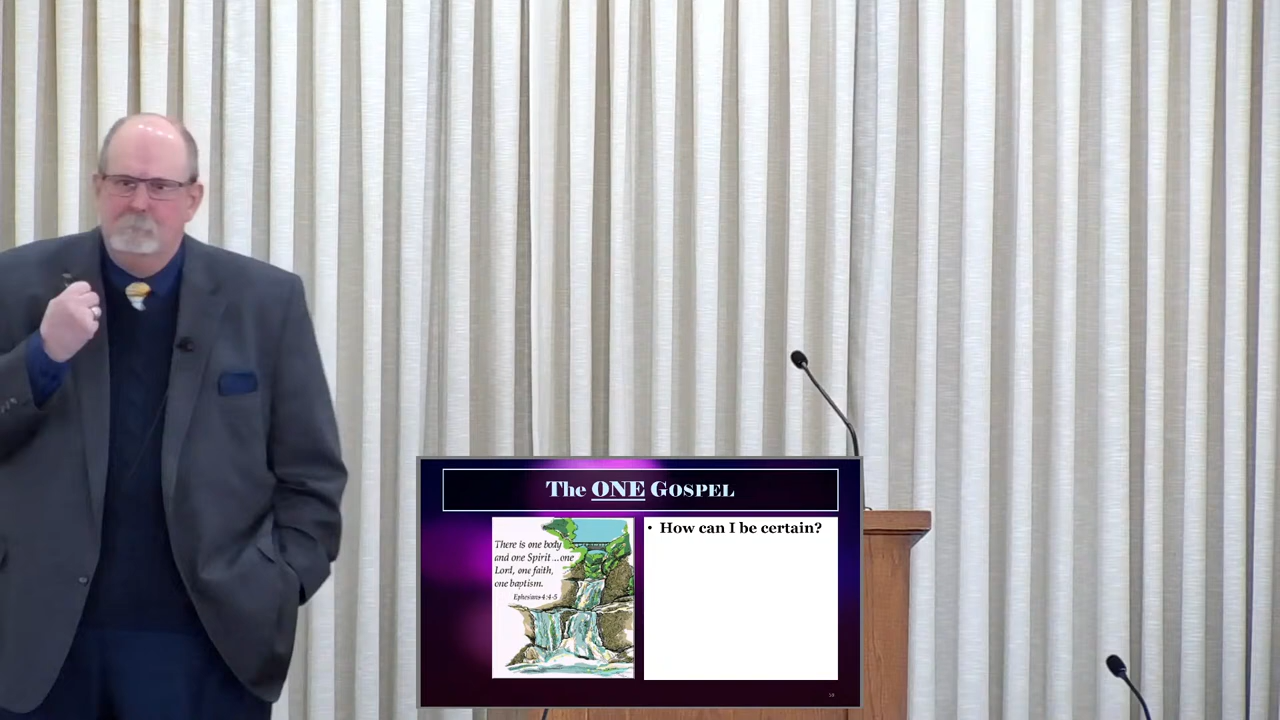 The ONE GOSPEL
There is one body
and one Spirit...one
Lord, one faith,
one baptism.
Ephesians 4:4-5
• How can I be certain?